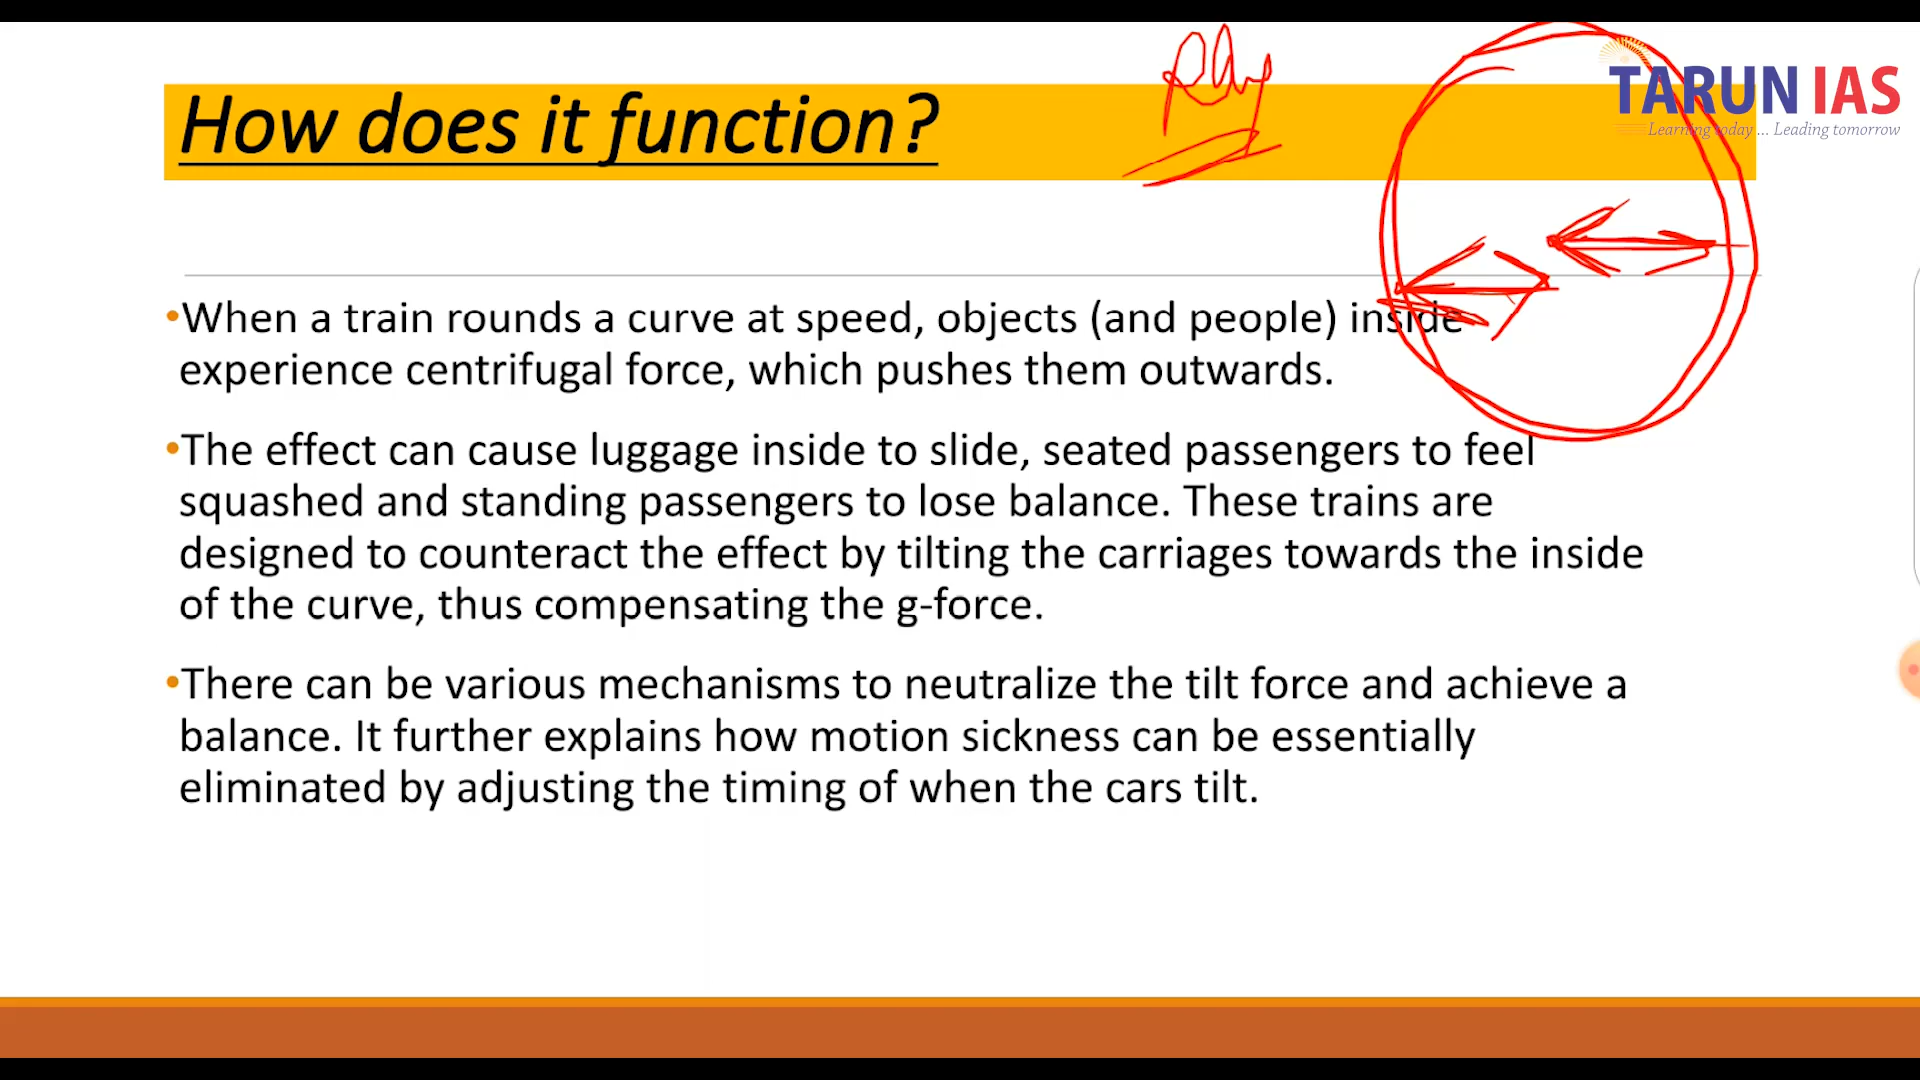 TARUN IAS
Learning today ... Leading tomorrow
How does it function?
•When a train rounds a curve at speed, objects (and people) inside
experience centrifugal force, which pushes them outwards.
•The effect can cause luggage inside to slide, seated passengers to feel
squashed and standing passengers to lose balance. These trains are
designed to counteract the effect by tilting the carriages towards the inside
of the curve, thus compensating the g-force.
•There can be various mechanisms to neutralize the tilt force and achieve a
balance. It further explains how motion sickness can be essentially
eliminated by adjusting the timing of when the cars tilt.